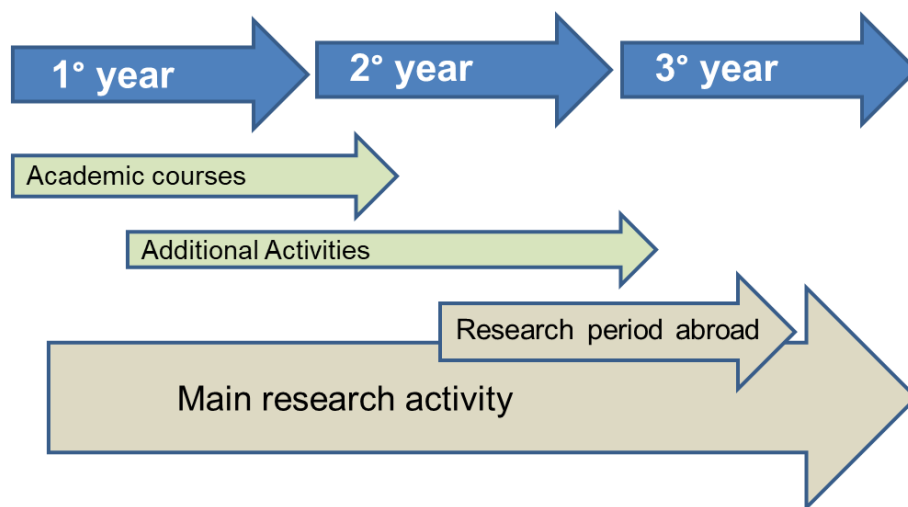 1° year
2° year
3° year
Academic courses
Additional Activities
Research period abroad
Main research activity